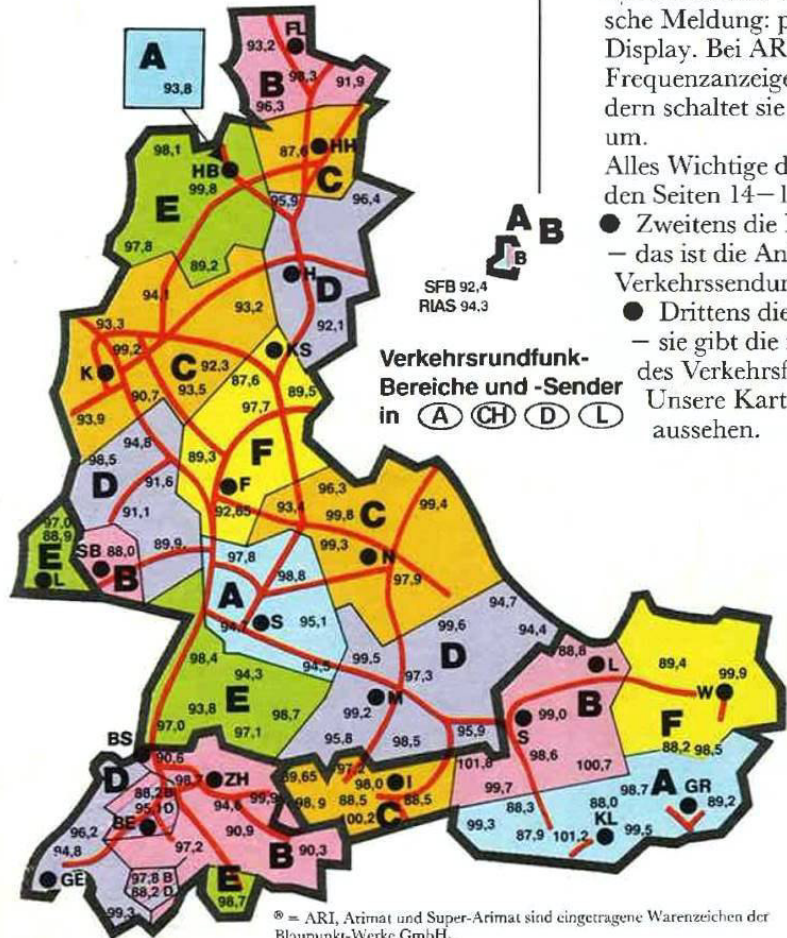 sche Meldung: p
Display. Bei AR
Frequenzanzeige
dern schaltet sie
um.
Alles Wichtige d
den Seiten 14–1
● Zweitens die
– das ist die An
Verkehrssendun
● Drittens die
– sie gibt die
des Verkehrsf
Unsere Kart
aussehen.
A
93,8
FL
93,2
98,3
91,9
B
96,3
98,1
HB
99,8
E
97,8
89,2
87,6
HH
C
95,9
96,4
H
D
92,1
A B
B
SFB 92,4
RIAS 94,3
Verkehrsrundfunk-
Bereiche und -Sender
in A CH D L
94,1
93,2
93,3
99,2
K
C
92,3
93,5
90,7
93,9
KS
87,6
89,5
97,7
F
89,3
F
92,85
94,8
98,5
D
91,6
91,1
89,9
97,0
88,9
E
L
SB
88,0
B
96,3
93,4
99,8
C
99,4
99,3
N
97,9
97,8
98,8
A
S
95,1
94,7
94,5
98,4
94,3
E
93,8
98,7
97,1
97,0
94,7
99,6
94,4
99,5
D
97,3
M
99,2
95,8
98,5
95,9
88,8
L
B
S
99,0
98,6
100,7
99,7
101,8
89,4
99,9
W
F
88,2
98,5
98,7
A
GR
88,3
88,0
89,2
99,3
KL
99,5
87,9
101,2
BS
90,6
D
98,7
ZH
88,2 B
95,1 D
94,6
99,9
BE
90,9
96,2
97,2
B
90,3
94,8
GE
97,8 B
88,2 D
E
98,7
99,3
89,65
97,2
98,0
I
98,9
88,5
88,5
100,2
C
® = ARI, Arimat und Super-Arimat sind eingetragene Warenzeichen der
Blaupunkt-Werke GmbH.